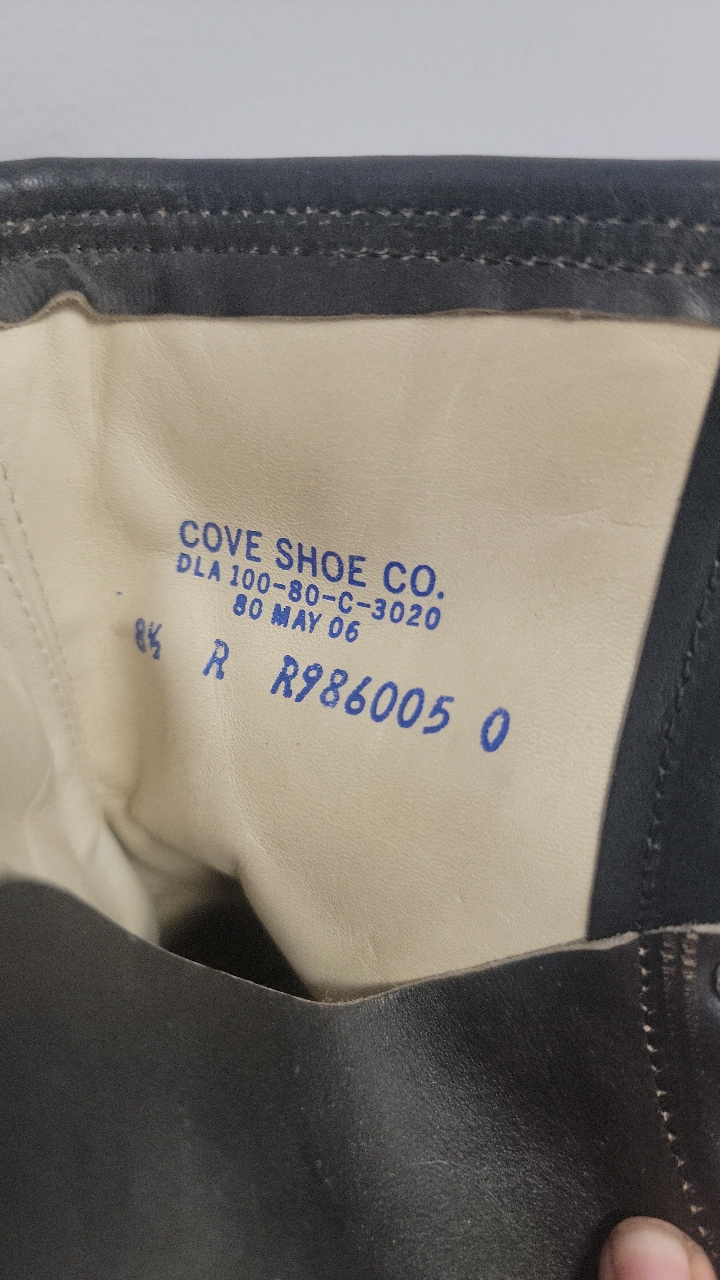 COVE SHOE CO.
DLA 100-80-C-3020
80 MAY 06
8½ R R986005 0